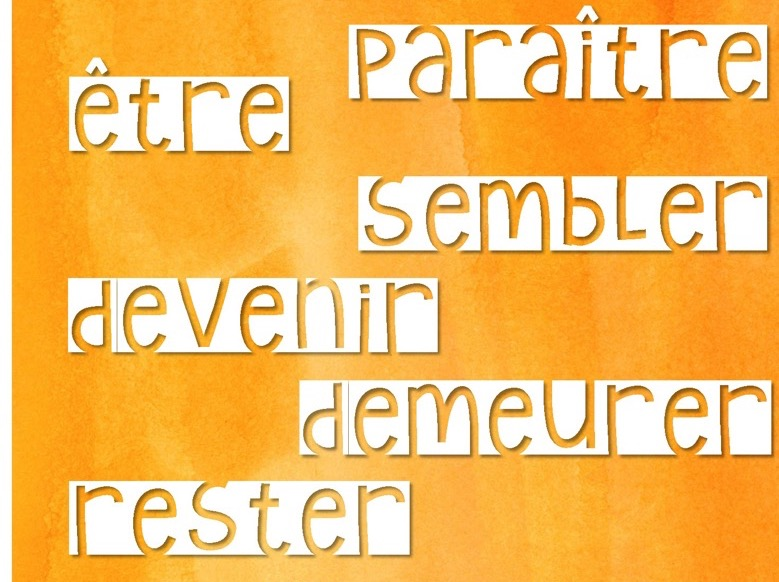 paraître
être
sembler
devenir
demeurer
rester